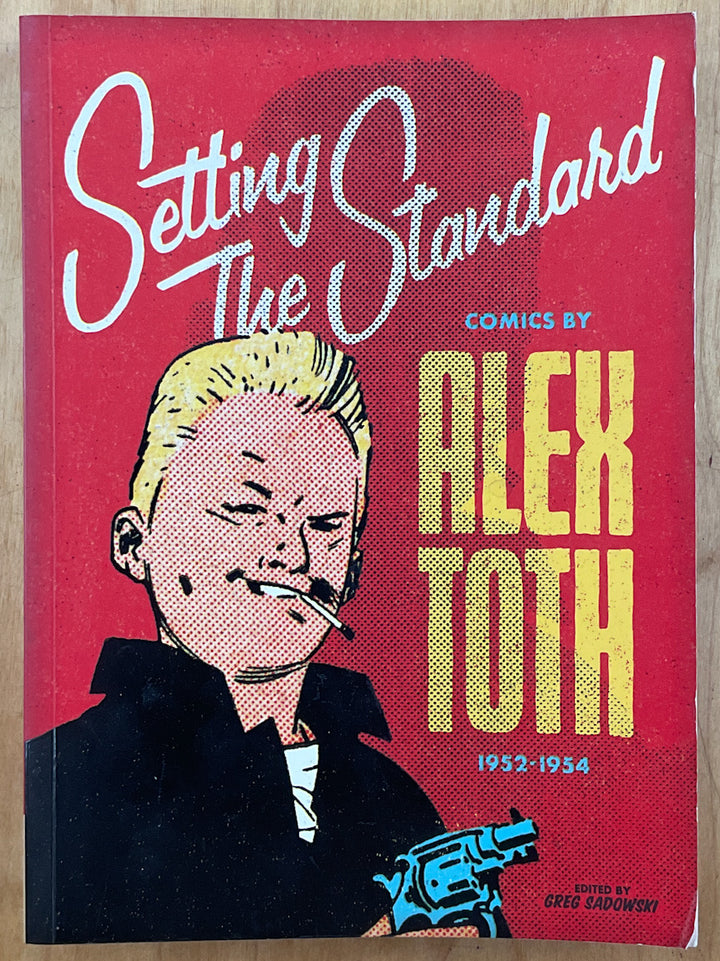 Setting
The Standard
COMICS BY
ALEX
TOTH
1952-1954
EDITED BY
GREG SADOWSKI